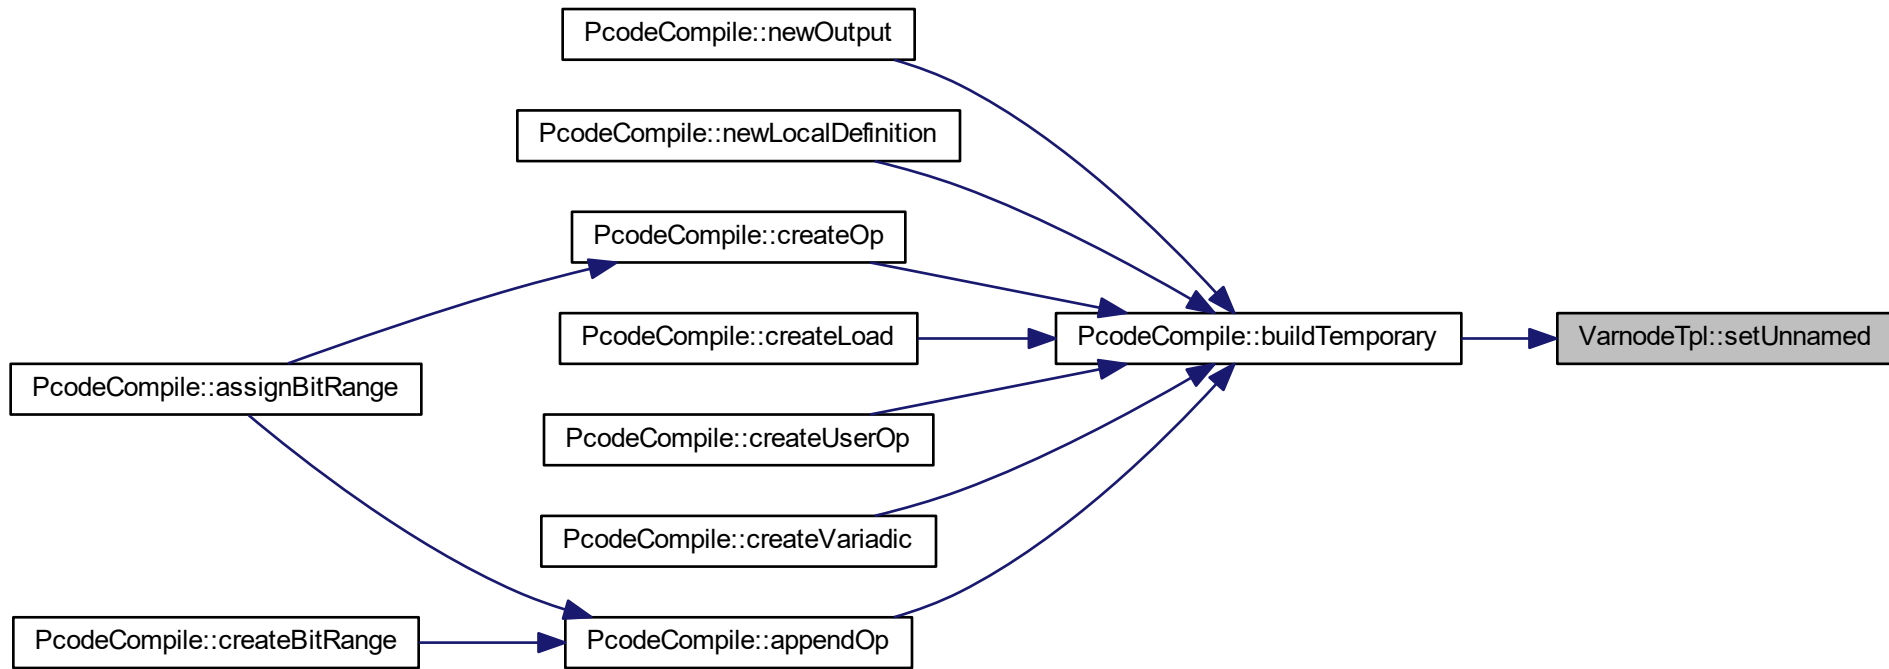 PcodeCompile::newOutput
PcodeCompile::newLocalDefinition
PcodeCompile::createOp
PcodeCompile::createLoad
PcodeCompile::buildTemporary
VarnodeTpl::setUnnamed
PcodeCompile::assignBitRange
PcodeCompile::createUserOp
PcodeCompile::createVariadic
PcodeCompile::createBitRange
PcodeCompile::appendOp